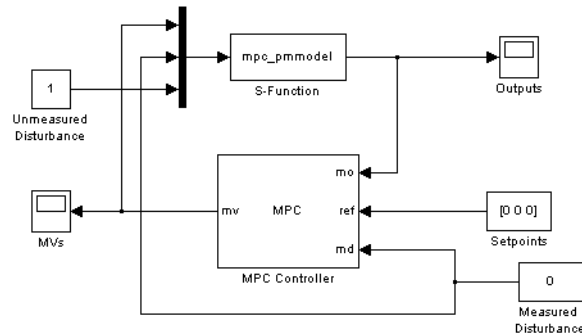 mpc_pmmodel
S-Function
Outputs
1
Unmeasured
Disturbance
mo
mv
MPC
ref
md
MPC Controller
MVs
[0 0 0]
Setpoints
0
Measured
Disturbance